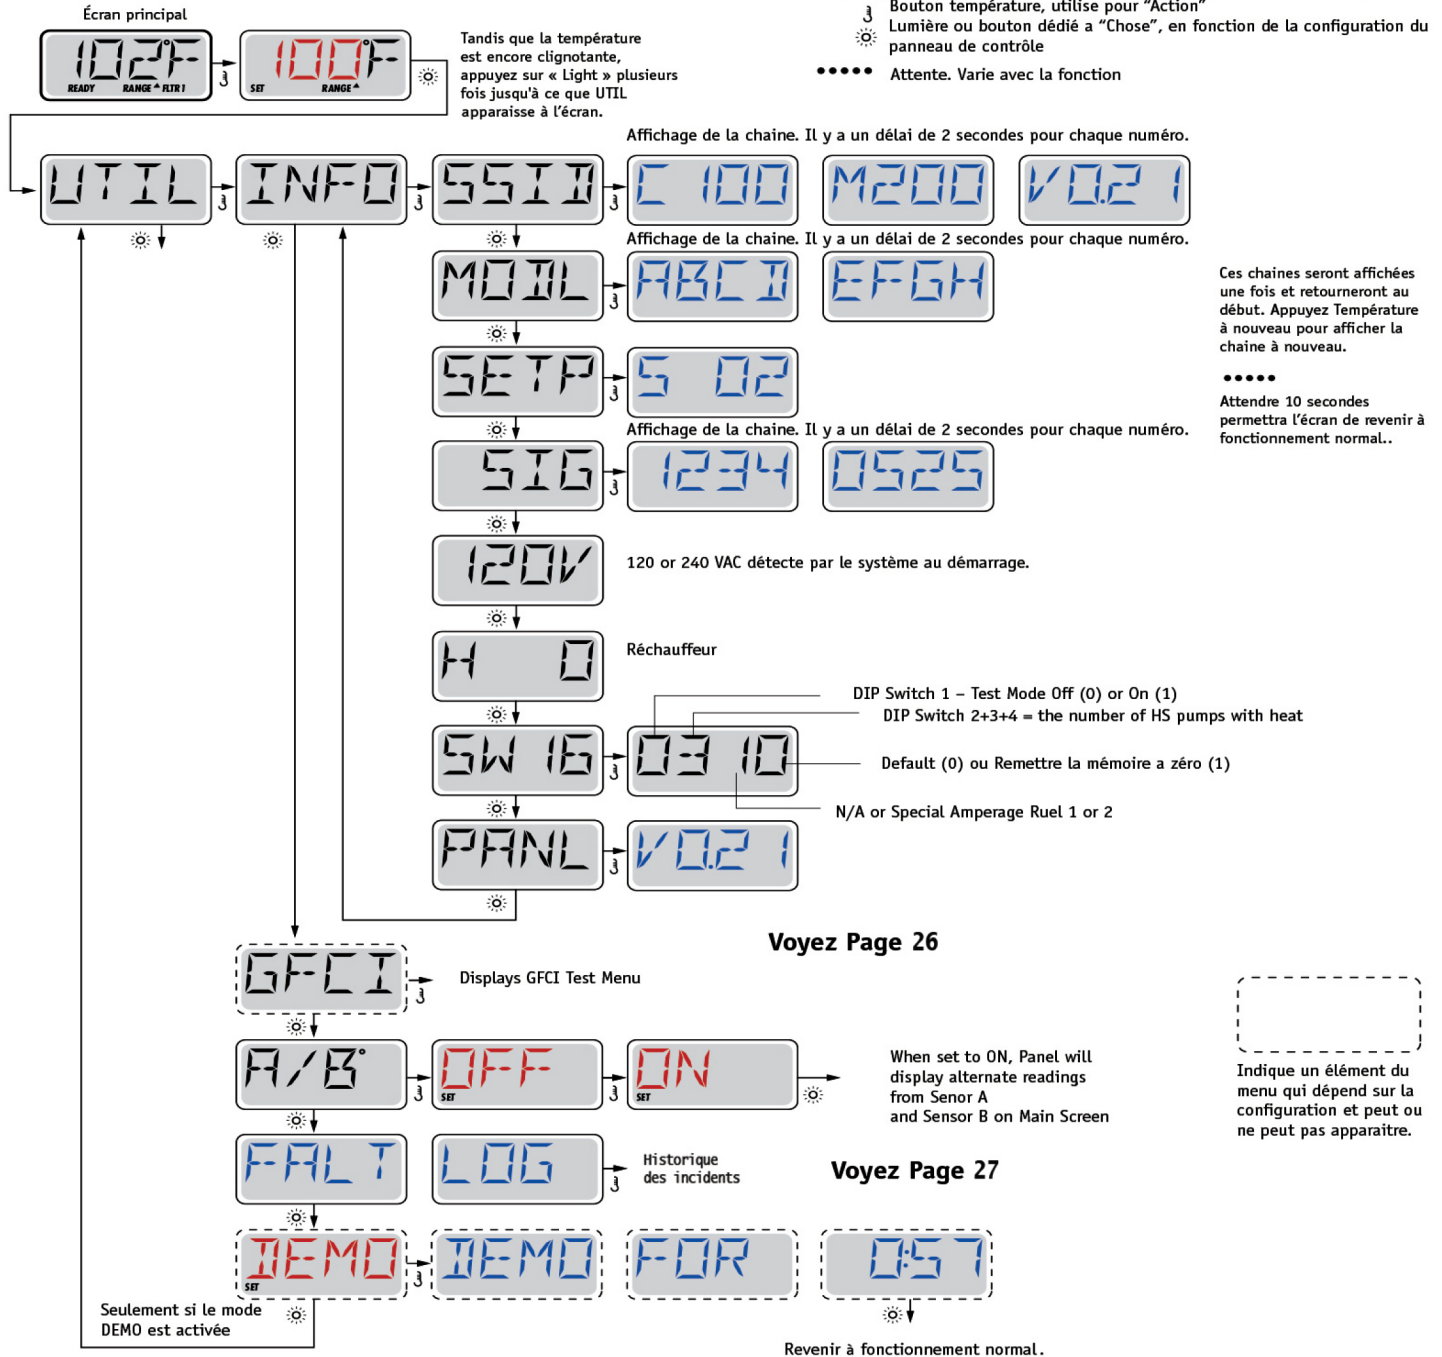 Écran principal
Bouton température, utilise pour “Action”
Lumière ou bouton dédié a “Chose”, en fonction de la configuration du
panneau de contrôle
Attente. Varie avec la fonction
102°F
READY RANGE FLTR 1
100°F
SET RANGE
Tandis que la température
est encore clignotante,
appuyez sur « Light » plusieurs
fois jusqu'à ce que UTIL
apparaisse à l’écran.
Affichage de la chaine. Il y a un délai de 2 secondes pour chaque numéro.
UTIL INFO SSID C 100 M200 V0.21
Affichage de la chaine. Il y a un délai de 2 secondes pour chaque numéro.
MODL ABCD EFGH
Ces chaines seront affichées
une fois et retourneront au
début. Appuyez Température
à nouveau pour afficher la
chaine à nouveau.
Attendre 10 secondes
permettra l’écran de revenir à
fonctionnement normal..
SETP S 02
Affichage de la chaine. Il y a un délai de 2 secondes pour chaque numéro.
SIG 1234 0525
120V
120 or 240 VAC détecte par le système au démarrage.
H 0
Réchauffeur
DIP Switch 1 – Test Mode Off (0) or On (1)
DIP Switch 2+3+4 = the number of HS pumps with heat
SW 16 0310
Default (0) ou Remettre la mémoire a zéro (1)
N/A or Special Amperage Ruel 1 or 2
PANL V0.21
Voyez Page 26
GFCI
Displays GFCI Test Menu
A/B°
OFF
SET
ON
SET
When set to ON, Panel will
display alternate readings
from Senor A
and Sensor B on Main Screen
Indique un élément du
menu qui dépend sur la
configuration et peut ou
ne peut pas apparaitre.
FALT LOG
Historique
des incidents
Voyez Page 27
DEMO
SET
DEMO FOR 0:57
Seulement si le mode
DEMO est activée
Revenir à fonctionnement normal.